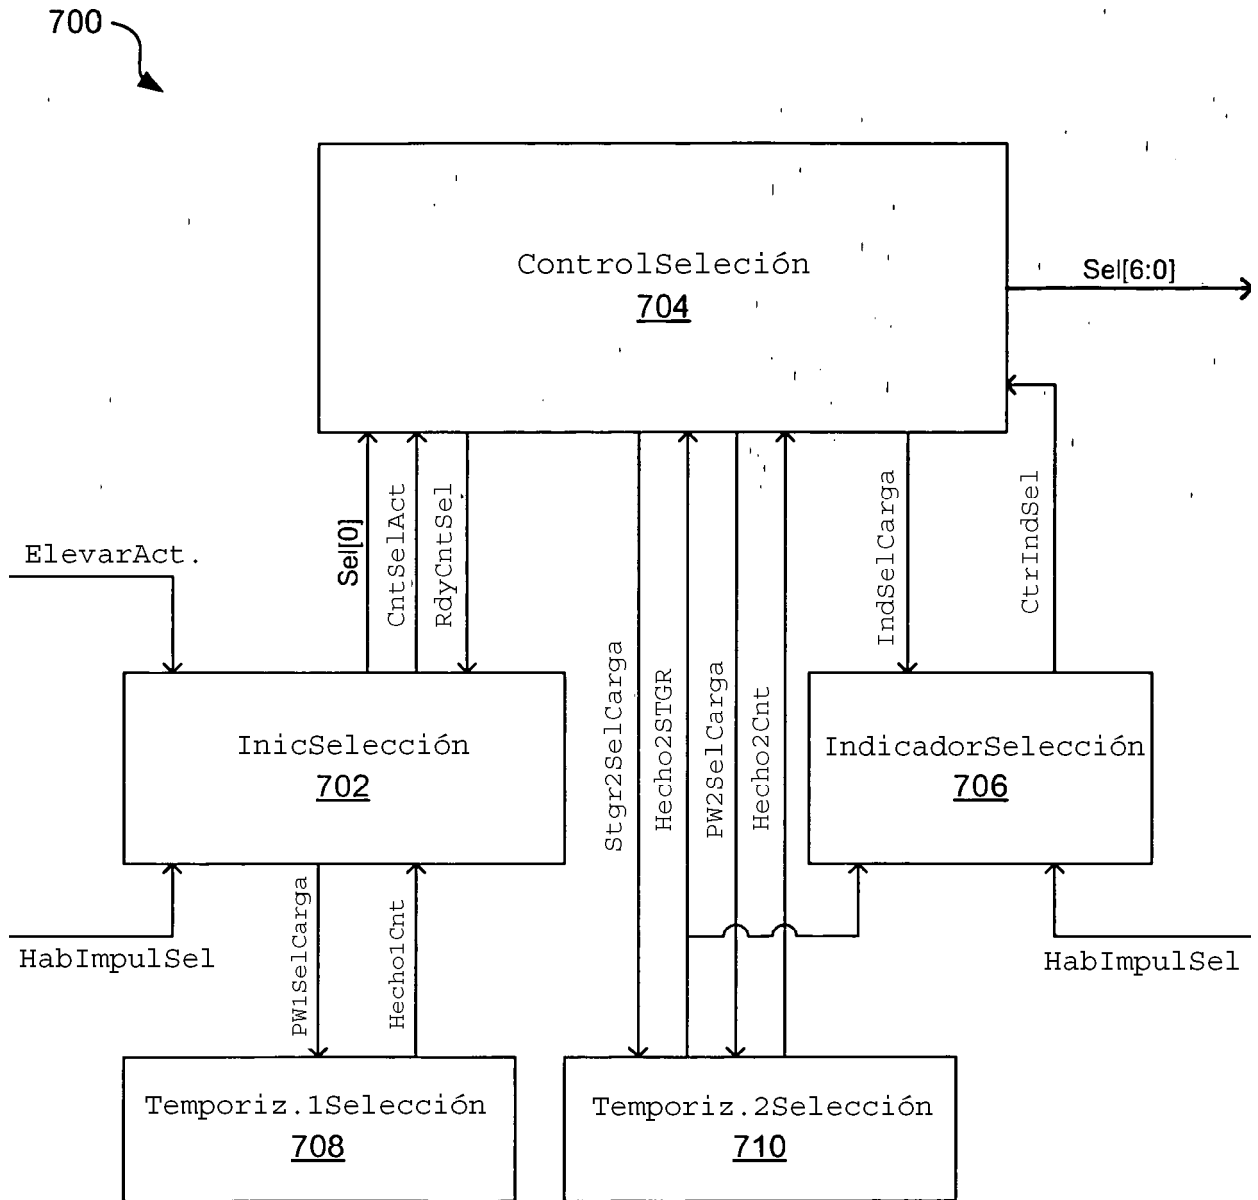 700
ControlSeleción
704
Sel[6:0]
Sel[0]
CntSelAct
RdyCntSel
IndSelCarga
CtrIndSel
ElevarAct.
Stgr2SelCarga
Hecho2STGR
PW2SelCarga
Hecho2Cnt
InicSelección
702
IndicadorSelección
706
HabImpulSel
PW1SelCarga
Hecho1Cnt
HabImpulSel
Temporiz.1Selección
708
Temporiz.2Selección
710